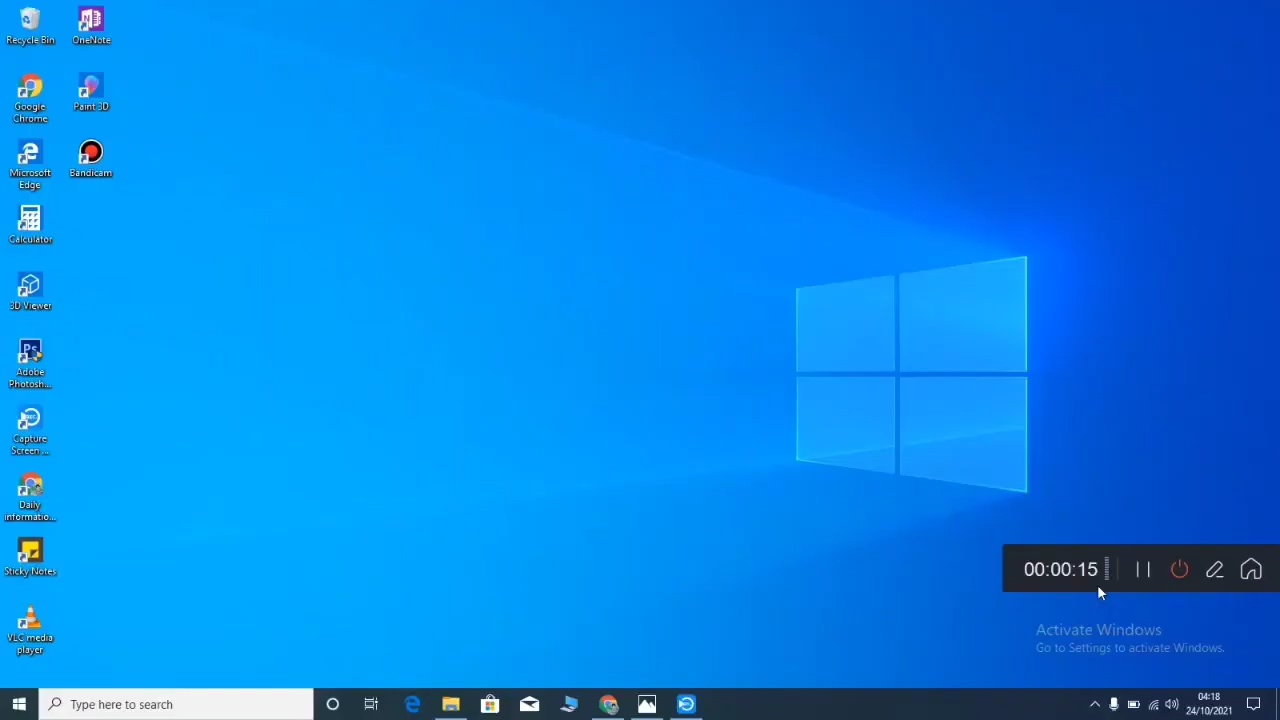 Recycle Bin
OneNote
Google
Chrome
Paint 3D
Microsoft
Edge
Bandicam
Calculator
3D Viewer
Ps
Adobe
Photosh...
REC
Capture
Screen ...
Daily
informatio...
Sticky Notes
VLC media
player
00:00:15
Activate Windows
Go to Settings to activate Windows.
Type here to search
04:18
24/10/2021